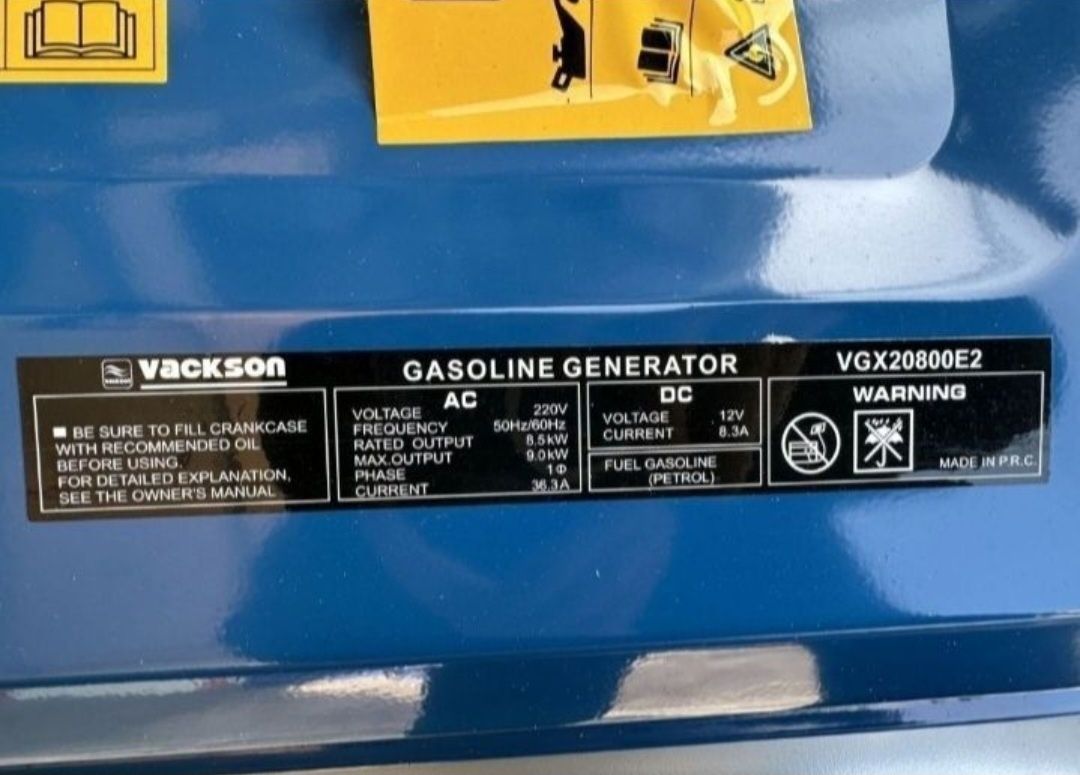 VACKSON
GASOLINE GENERATOR
VGX20800E2
■ BE SURE TO FILL CRANKCASE
WITH RECOMMENDED OIL
BEFORE USING.
FOR DETAILED EXPLANATION,
SEE THE OWNER'S MANUAL
AC
VOLTAGE 220V
FREQUENCY 50Hz/60Hz
RATED OUTPUT 8.5kW
MAX.OUTPUT 9.0kW
PHASE 1Φ
CURRENT 36.3A
DC
VOLTAGE 12V
CURRENT 8.3A
FUEL GASOLINE
(PETROL)
WARNING
MADE IN P.R.C.